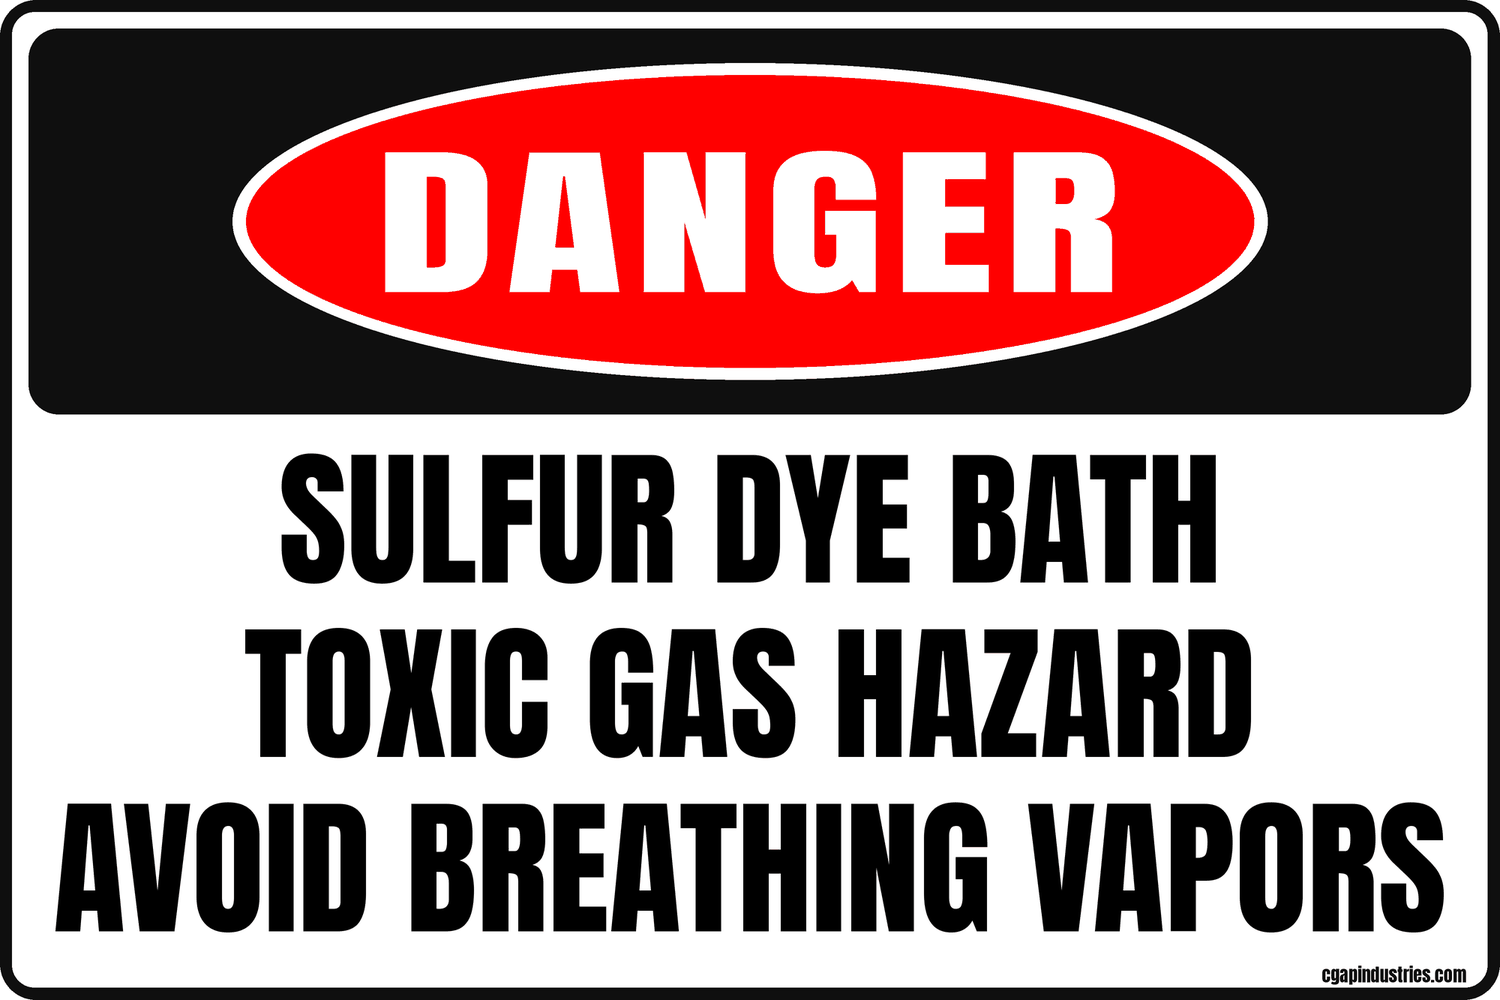 DANGER
SULFUR DYE BATH
TOXIC GAS HAZARD
AVOID BREATHING VAPORS
cgapindustries.com